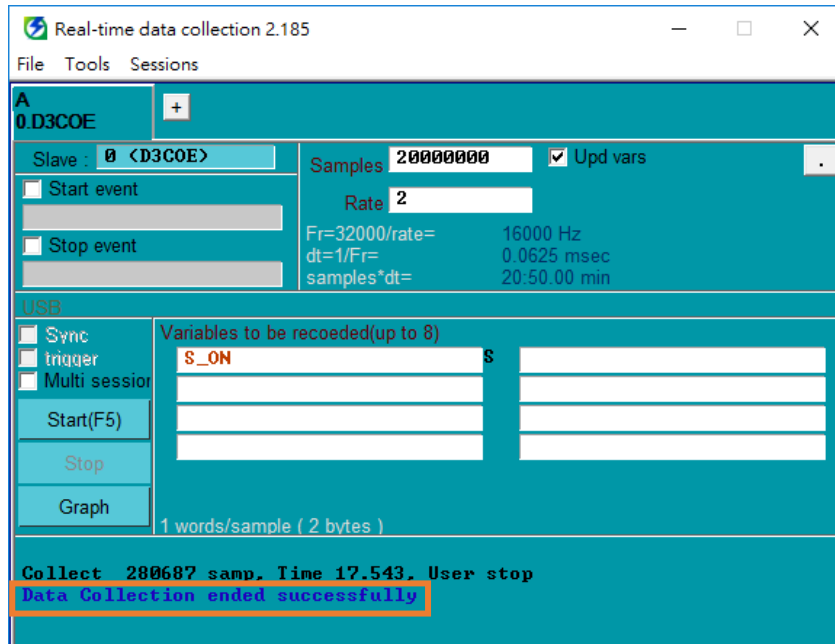 Real-time data collection 2.185
File Tools Sessions
A
0.D3COE
+
Slave : 0 (D3COE)
Samples 20000000
Upd vars
.
Start event
Rate 2
Stop event
Fr=32000/rate= 16000 Hz
dt=1/Fr= 0.0625 msec
samples*dt= 20:50.00 min
USB
Sync
trigger
Multi session
Variables to be recoeded(up to 8)
S_ON S
Start(F5)
Stop
Graph
1 words/sample ( 2 bytes )
Collect 280687 samp, Time 17.543, User stop
Data Collection ended successfully